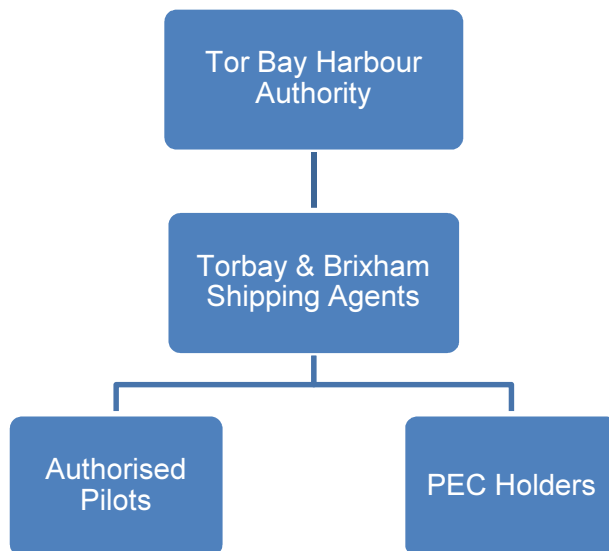 Tor Bay Harbour
Authority
Torbay & Brixham
Shipping Agents
Authorised
Pilots
PEC Holders